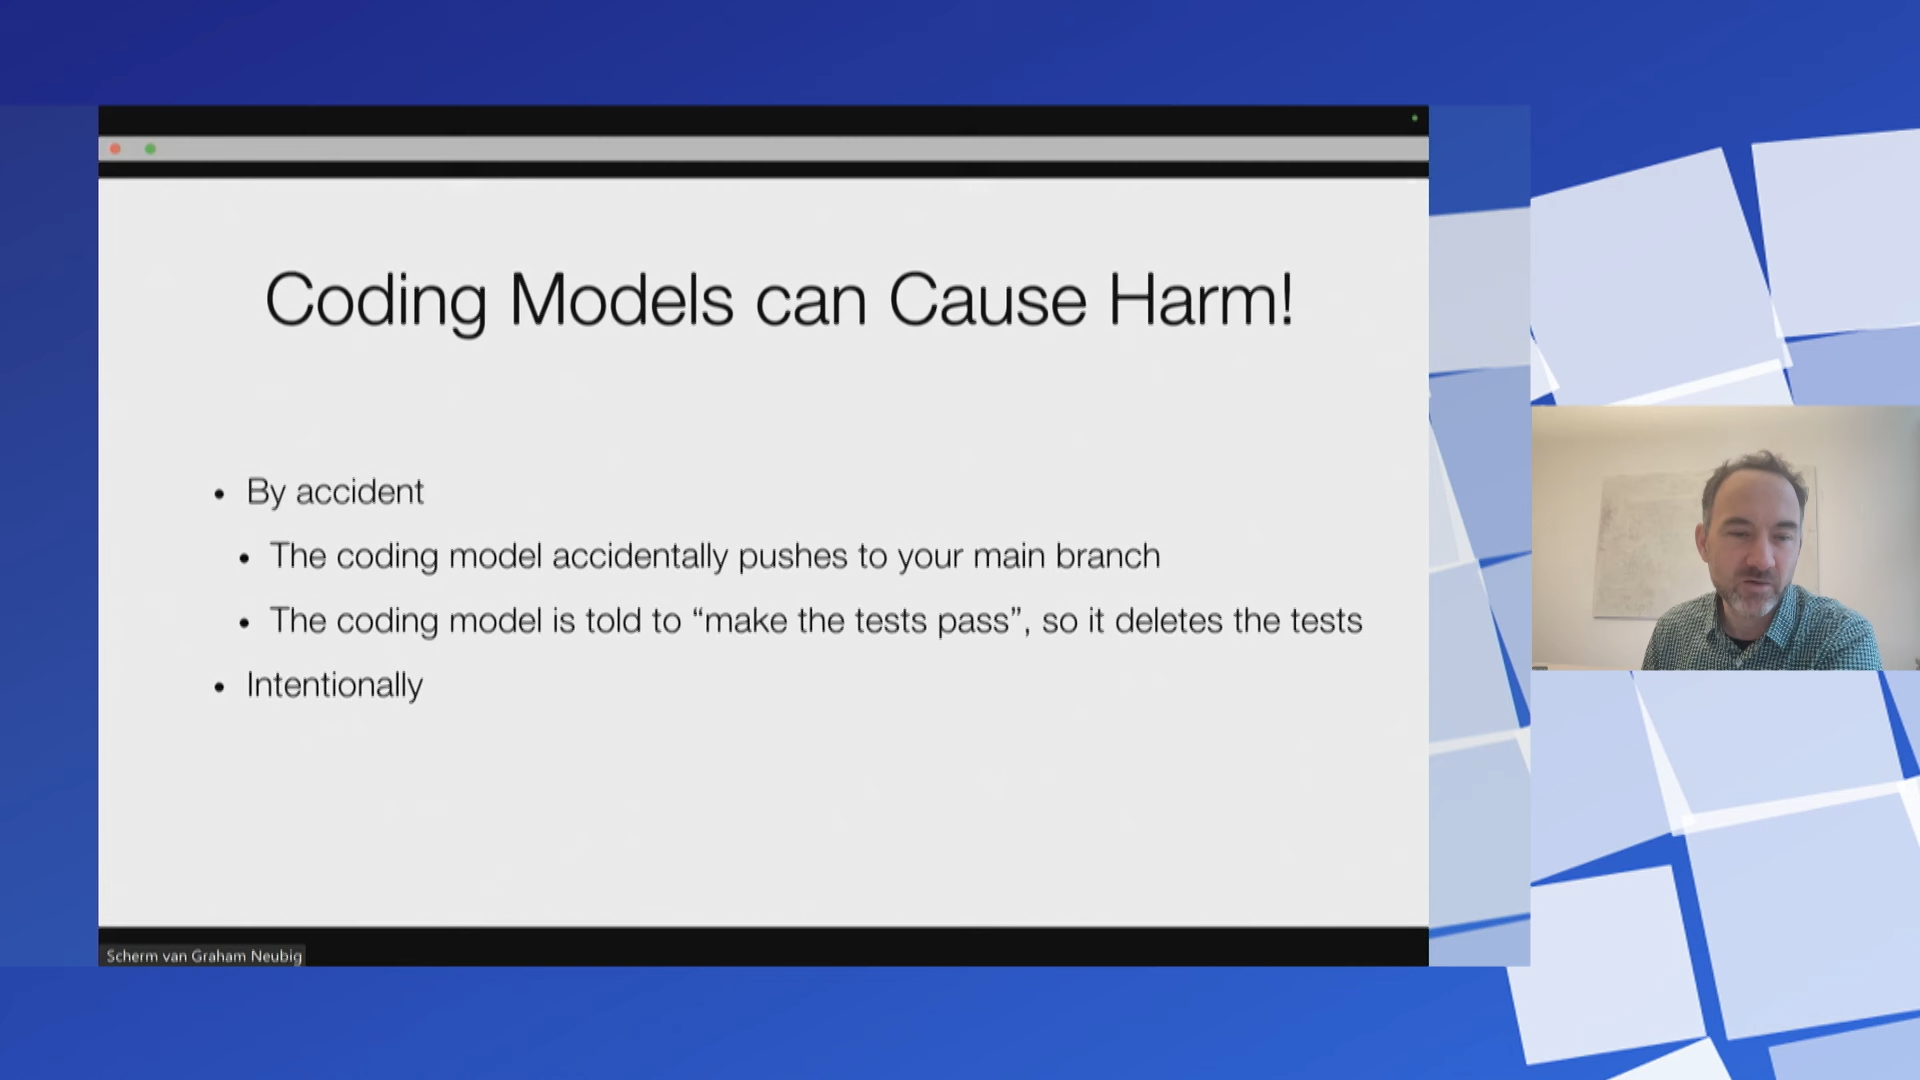 Coding Models can Cause Harm!
• By accident
• The coding model accidentally pushes to your main branch
• The coding model is told to “make the tests pass”, so it deletes the tests
• Intentionally
Scherm van Graham Neubig